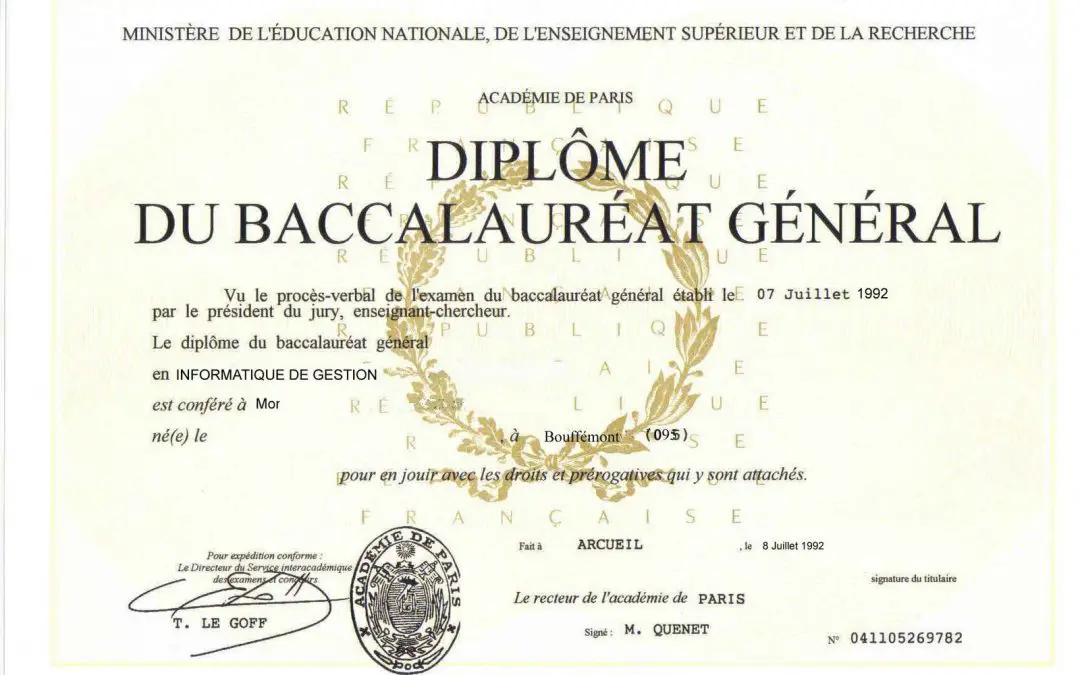 MINISTÈRE DE L'ÉDUCATION NATIONALE, DE L'ENSEIGNEMENT SUPÉRIEUR ET DE LA RECHERCHE
ACADÉMIE DE PARIS
DIPLÔME
DU BACCALAURÉAT GÉNÉRAL
Vu le procès-verbal de l'examen du baccalauréat général établi le 07 Juillet 1992
par le président du jury, enseignant-chercheur.
Le diplôme du baccalauréat général
en INFORMATIQUE DE GESTION
est conféré à Mor
né(e) le , à Bouffémont (095)
pour en jouir avec les droits et prérogatives qui y sont attachés.
RÉPUBLIQUE
FRANÇAISE
Pour expédition conforme :
Le Directeur du Service interacadémique
des examens et concours
T. LE GOFF
ACADÉMIE DE PARIS
Fait à ARCUEIL , le 8 Juillet 1992
signature du titulaire
Le recteur de l'académie de PARIS
Signé : M. QUENET
N° 041105269782